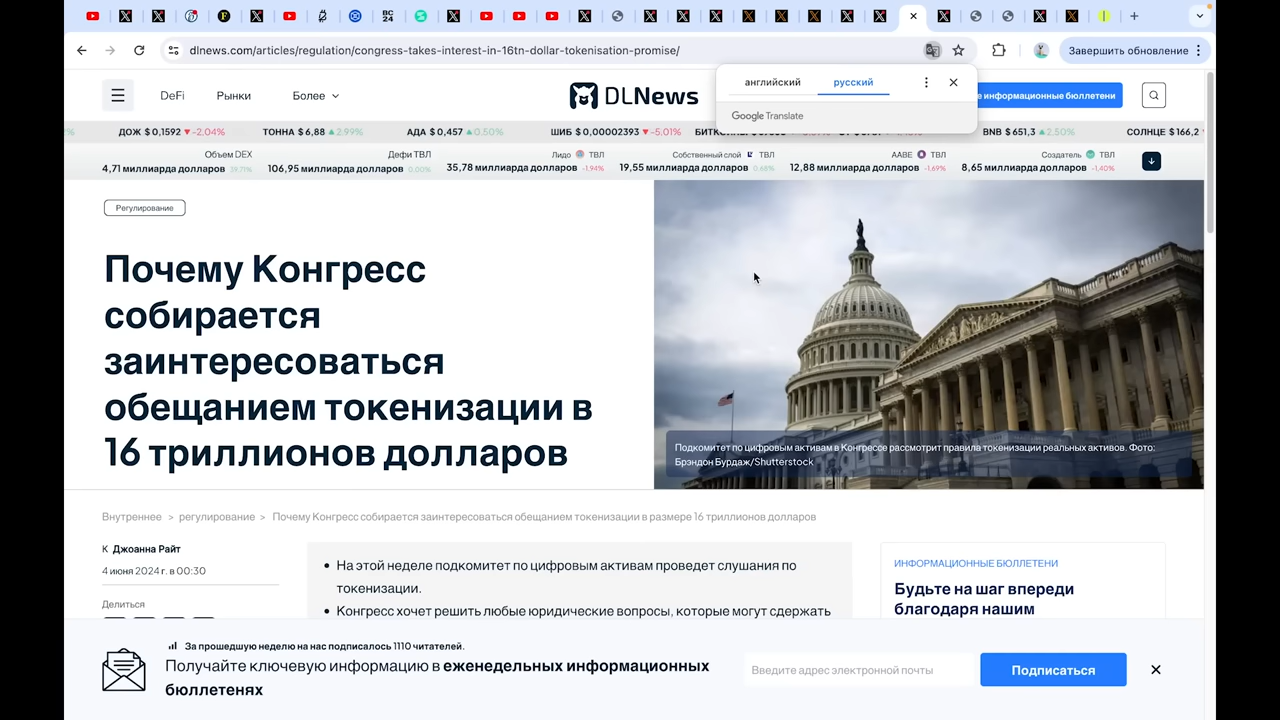 BC
24
dlnews.com/articles/regulation/congress-takes-interest-in-16tn-dollar-tokenisation-promise/
Завершить обновление
английский
русский
Google Translate
DeFi
Рынки
Более
DLNews
информационные бюллетени
ДОЖ $0,1592 -2,04%
ТОННА $6,88 2,99%
АДА $0,457 0,50%
ШИБ $0,00002393 -5,01%
BNB $651,3 2,50%
СОЛНЦЕ $166,2
Объем DEX
4,71 миллиарда долларов
Дефи ТВЛ
106,95 миллиардов долларов 0.00%
Лидо ТВЛ
35,78 миллиарда долларов -1.94%
Собственный слой ТВЛ
19,55 миллиарда долларов 0.68%
ААВЕ ТВЛ
12,88 миллиарда долларов -1.69%
Создатель ТВЛ
8,65 миллиарда долларов -1.40%
Регулирование
Почему Конгресс
собирается
заинтересоваться
обещанием токенизации в
16 триллионов долларов
Подкомитет по цифровым активам в Конгрессе рассмотрит правила токенизации реальных активов. Фото:
Брэндон Бурдаж/Shutterstock
Внутреннее > регулирование > Почему Конгресс собирается заинтересоваться обещанием токенизации в размере 16 триллионов долларов
К Джоанна Райт
4 июня 2024 г. в 00:30
Делиться
• На этой неделе подкомитет по цифровым активам проведет слушания по
токенизации.
• Конгресс хочет решить любые юридические вопросы, которые могут сдержать
ИНФОРМАЦИОННЫЕ БЮЛЛЕТЕНИ
Будьте на шаг впереди
благодаря нашим
За прошедшую неделю на нас подписалось 1110 читателей.
Получайте ключевую информацию в еженедельных информационных
бюллетенях
Введите адрес электронной почты
Подписаться